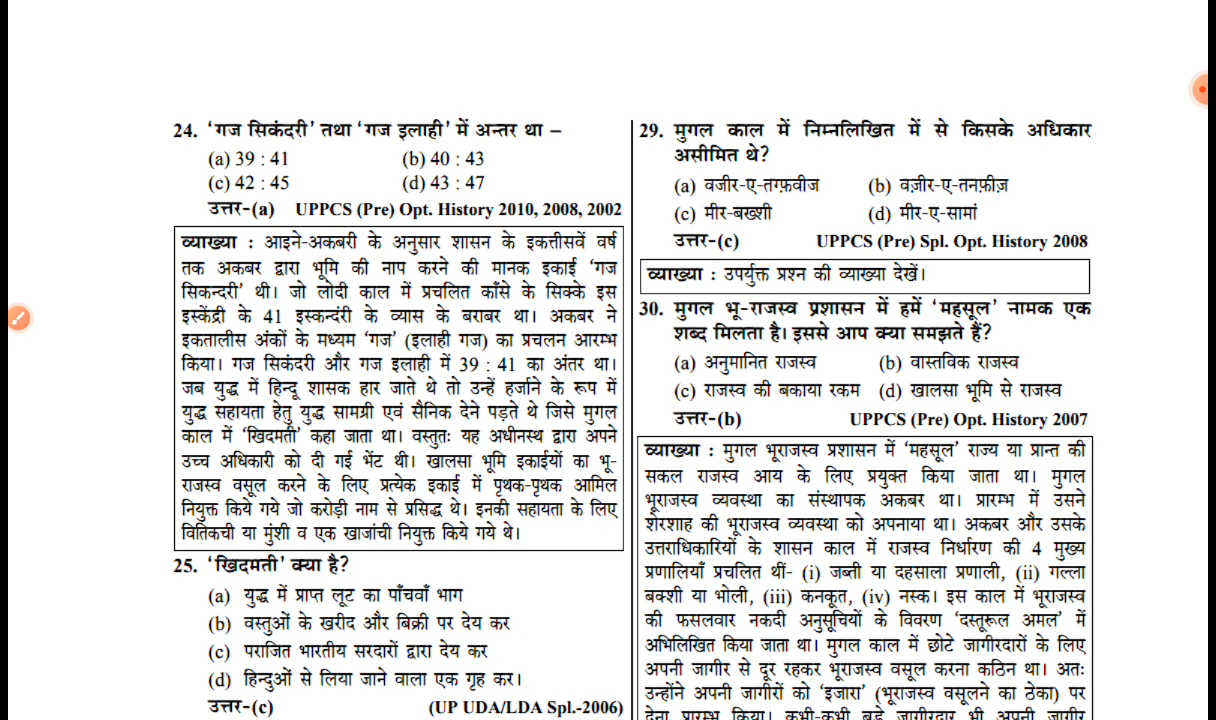 24. 'गज सिकंदरी' तथा 'गज इलाही' में अन्तर था –
(a) 39 : 41 (b) 40 : 43
(c) 42 : 45 (d) 43 : 47
उत्तर-(a) UPPCS (Pre) Opt. History 2010, 2008, 2002
व्याख्या : आइने-अकबरी के अनुसार शासन के इकत्तीसवें वर्ष
तक अकबर द्वारा भूमि की नाप करने की मानक इकाई 'गज
सिकन्दरी' थी। जो लोदी काल में प्रचलित काँसे के सिक्के इस
इस्केंद्री के 41 इस्कन्दंरी के व्यास के बराबर था। अकबर ने
इकतालीस अंकों के मध्यम 'गज' (इलाही गज) का प्रचलन आरम्भ
किया। गज सिकंदरी और गज इलाही में 39 : 41 का अंतर था।
जब युद्ध में हिन्दू शासक हार जाते थे तो उन्हें हर्जाने के रूप में
युद्ध सहायता हेतु युद्ध सामग्री एवं सैनिक देने पड़ते थे जिसे मुगल
काल में 'खिदमती' कहा जाता था। वस्तुतः यह अधीनस्थ द्वारा अपने
उच्च अधिकारी को दी गई भेंट थी। खालसा भूमि इकाईयों का भू-
राजस्व वसूल करने के लिए प्रत्येक इकाई में पृथक-पृथक आमिल
नियुक्त किये गये जो करोड़ी नाम से प्रसिद्ध थे। इनकी सहायता के लिए
वितिकची या मुंशी व एक खाजांची नियुक्त किये गये थे।
25. 'खिदमती' क्या है?
(a) युद्ध में प्राप्त लूट का पाँचवाँ भाग
(b) वस्तुओं के खरीद और बिक्री पर देय कर
(c) पराजित भारतीय सरदारों द्वारा देय कर
(d) हिन्दुओं से लिया जाने वाला एक गृह कर।
उत्तर-(c) (UP UDA/LDA Spl.-2006)
29. मुगल काल में निम्नलिखित में से किसके अधिकार
असीमित थे?
(a) वजीर-ए-तग्फ़वीज (b) वज़ीर-ए-तनफ़ीज़
(c) मीर-बख्शी (d) मीर-ए-सामां
उत्तर-(c) UPPCS (Pre) Spl. Opt. History 2008
व्याख्या : उपर्युक्त प्रश्न की व्याख्या देखें।
30. मुगल भू-राजस्व प्रशासन में हमें 'महसूल' नामक एक
शब्द मिलता है। इससे आप क्या समझते हैं?
(a) अनुमानित राजस्व (b) वास्तविक राजस्व
(c) राजस्व की बकाया रकम (d) खालसा भूमि से राजस्व
उत्तर-(b) UPPCS (Pre) Opt. History 2007
व्याख्या : मुगल भूराजस्व प्रशासन में 'महसूल' राज्य या प्रान्त की
सकल राजस्व आय के लिए प्रयुक्त किया जाता था। मुगल
भूराजस्व व्यवस्था का संस्थापक अकबर था। प्रारम्भ में उसने
शेरशाह की भूराजस्व व्यवस्था को अपनाया था। अकबर और उसके
उत्तराधिकारियों के शासन काल में राजस्व निर्धारण की 4 मुख्य
प्रणालियाँ प्रचलित थीं- (i) जब्ती या दहसाला प्रणाली, (ii) गल्ला
बक्शी या भोली, (iii) कनकूत, (iv) नस्क। इस काल में भूराजस्व
की फसलवार नकदी अनुसूचियों के विवरण 'दस्तूरूल अमल' में
अभिलिखित किया जाता था। मुगल काल में छोटे जागीरदारों के लिए
अपनी जागीर से दूर रहकर भूराजस्व वसूल करना कठिन था। अतः
उन्होंने अपनी जागीरों को 'इजारा' (भूराजस्व वसूलने का ठेका) पर
देना प्रारम्भ किया। कभी-कभी बड़े जागीरदार भी अपनी जागीर